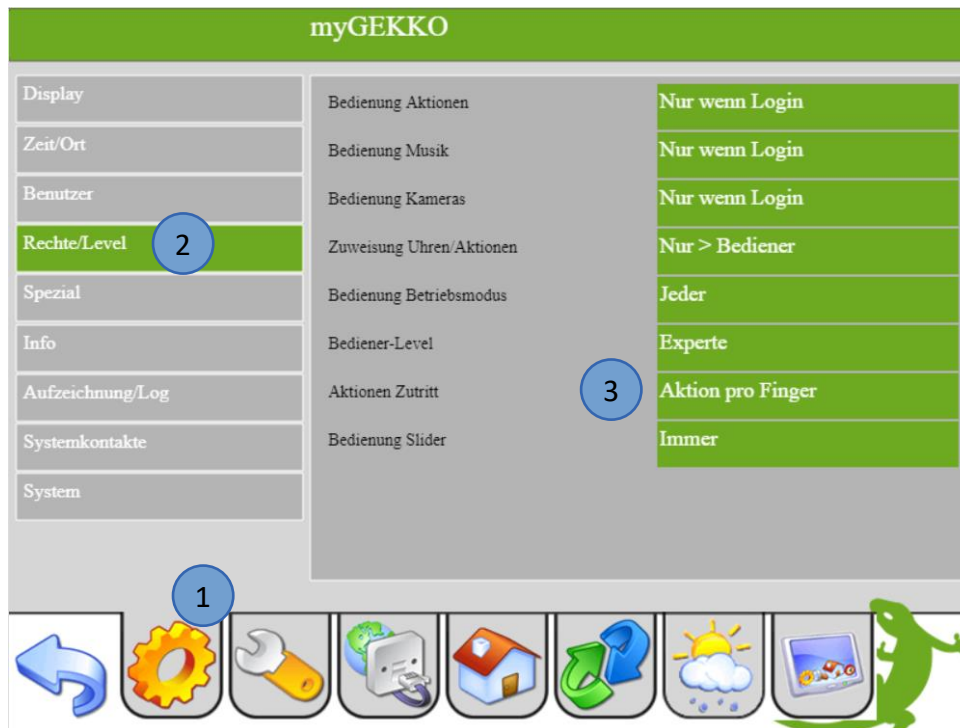 myGEKKO
Display
Zeit/Ort
Benutzer
Rechte/Level
2
Spezial
Info
Aufzeichnung/Log
Systemkontakte
System
Bedienung Aktionen Nur wenn Login
Bedienung Musik Nur wenn Login
Bedienung Kameras Nur wenn Login
Zuweisung Uhren/Aktionen Nur > Bediener
Bedienung Betriebsmodus Jeder
Bediener-Level Experte
Aktionen Zutritt 3 Aktion pro Finger
Bedienung Slider Immer
1